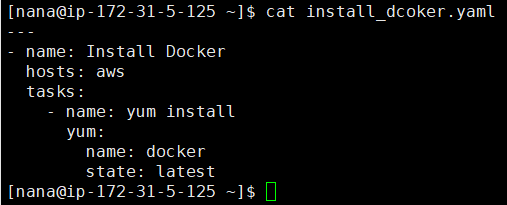 [nana@ip-172-31-5-125 ~]$ cat install_dcoker.yaml
---
- name: Install Docker
  hosts: aws
  tasks:
    - name: yum install
      yum:
        name: docker
        state: latest
[nana@ip-172-31-5-125 ~]$